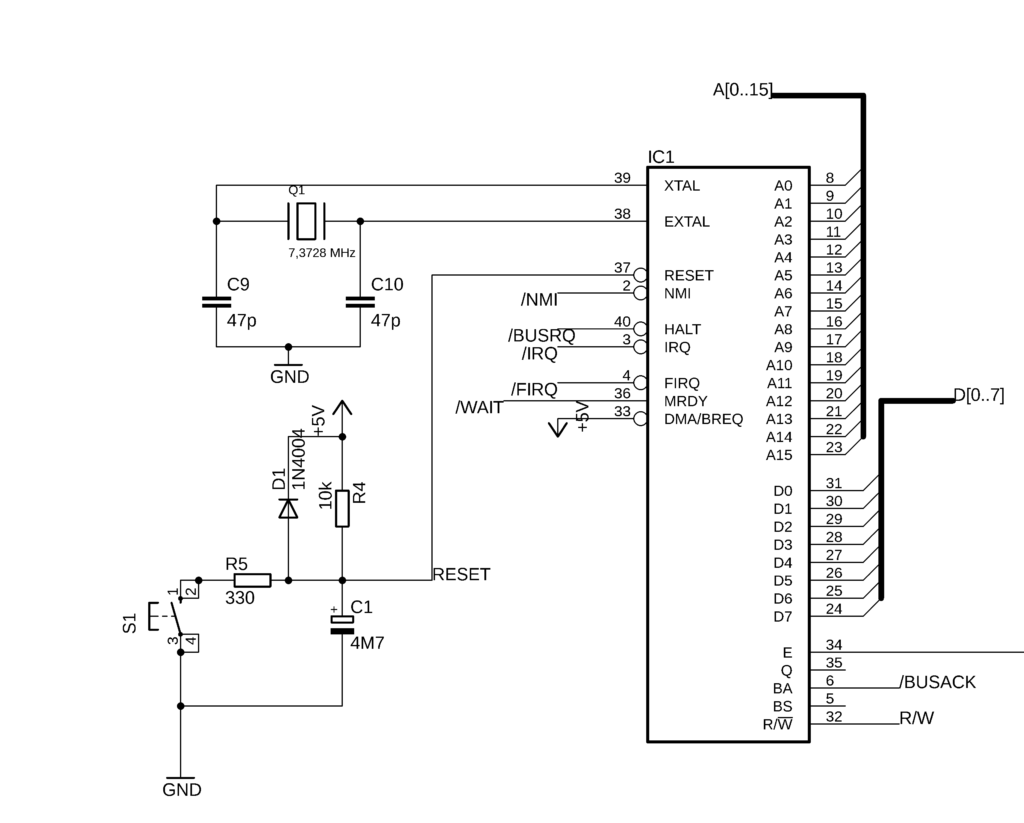 A[0..15]
IC1
39 XTAL A0 8
Q1
A1 9
38 EXTAL A2 10
A3 11
7,3728 MHz
A4 12
37 RESET A5 13
C9 C10
2 NMI A6 14
/NMI
A7 15
47p 47p
40 HALT A8 16
/BUSRQ
3 IRQ A9 17
/IRQ
A10 18
GND
4 FIRQ A11 19
/FIRQ
36 MRDY A12 20
/WAIT
33 DMA/BREQ A13 21
+5V
D[0..7]
A14 22
A15 23
+5V
D1
1N4004
10k
R4
D0 31
D1 30
D2 29
D3 28
D4 27
D5 26
D6 25
D7 24
R5
330
RESET
S1
1
2
3
4
+
C1
4M7
E 34
Q 35
BA 6 /BUSACK
BS 5
R/W 32 R/W
GND